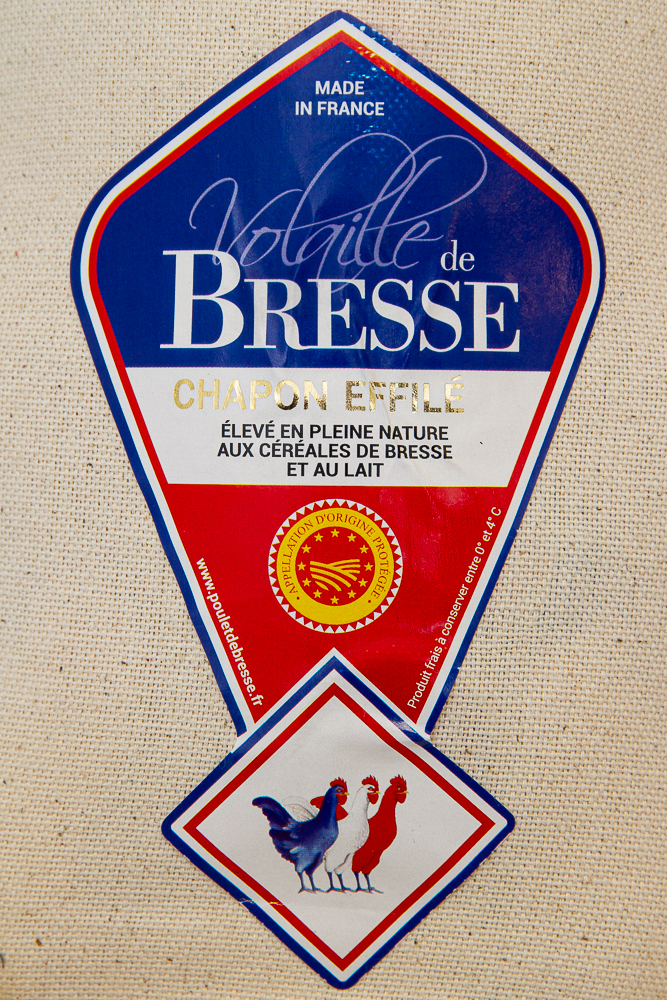 MADE
IN FRANCE
Volaille de
BRESSE
CHAPON EFFILÉ
ÉLEVÉ EN PLEINE NATURE
AUX CÉRÉALES DE BRESSE
ET AU LAIT
• APPELLATION D'ORIGINE PROTÉGÉE •
www.pouletdebresse.fr
Produit frais à conserver entre 0° et 4° C